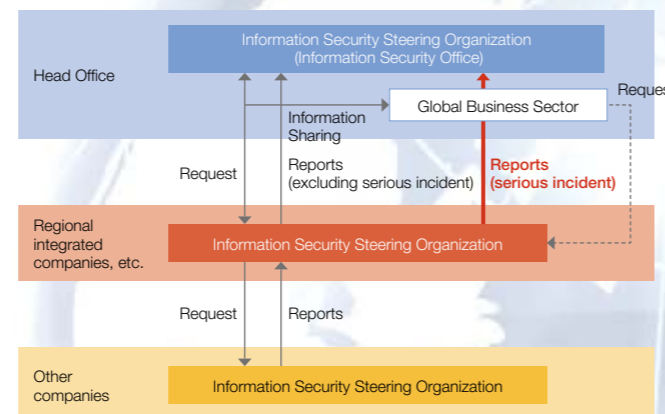 Information Security Steering Organization
(Information Security Office)
Head Office
Global Business Sector
Reques
Information
Sharing
Request
Reports
(excluding serious incident)
Reports
(serious incident)
Regional
integrated
companies, etc.
Information Security Steering Organization
Request
Reports
Other
companies
Information Security Steering Organization